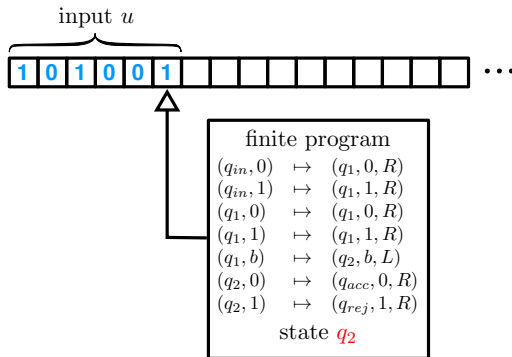 input u
1 0 1 0 0 1 ...
finite program
(q_in, 0) ↦ (q_1, 0, R)
(q_in, 1) ↦ (q_1, 1, R)
(q_1, 0) ↦ (q_1, 0, R)
(q_1, 1) ↦ (q_1, 1, R)
(q_1, b) ↦ (q_2, b, L)
(q_2, 0) ↦ (q_acc, 0, R)
(q_2, 1) ↦ (q_rej, 1, R)
state q_2